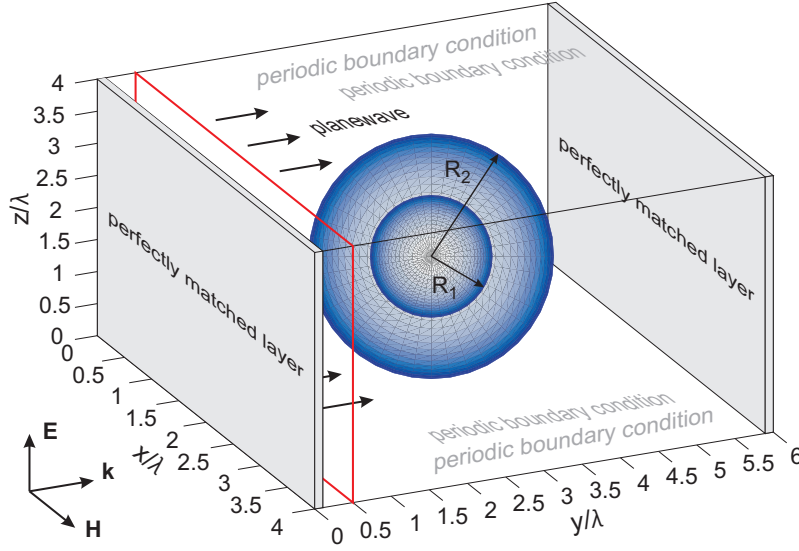 periodic boundary condition
periodic boundary condition
planewave
R2
R1
perfectly matched layer
perfectly matched layer
periodic boundary condition
periodic boundary condition
z/λ
4
3.5
3
2.5
2
1.5
1
0.5
0
x/λ
0
0.5
1
1.5
2
2.5
3
3.5
4
y/λ
0
0.5
1
1.5
2
2.5
3
3.5
4
4.5
5
5.5
6
E
k
H